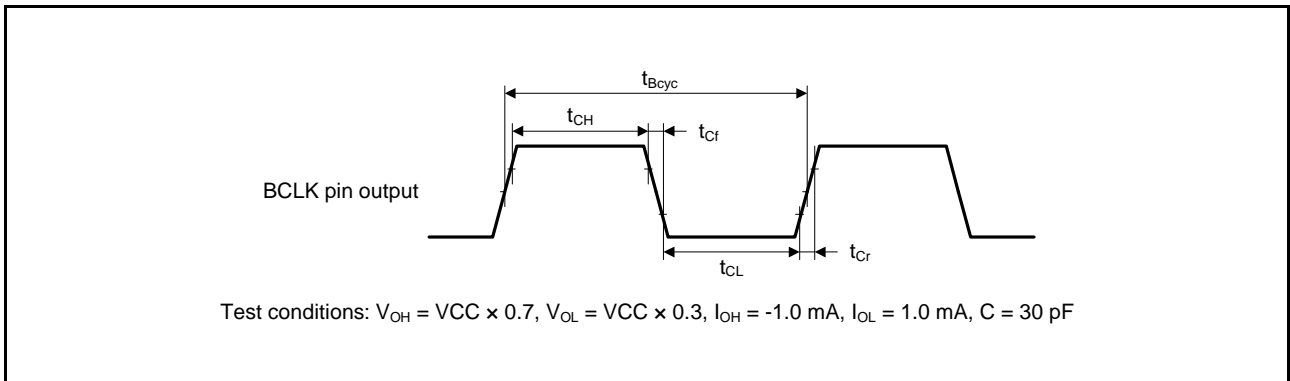 tBcyc
tCH
tCf
BCLK pin output
tCL
tCr
Test conditions: VOH = VCC × 0.7, VOL = VCC × 0.3, IOH = -1.0 mA, IOL = 1.0 mA, C = 30 pF